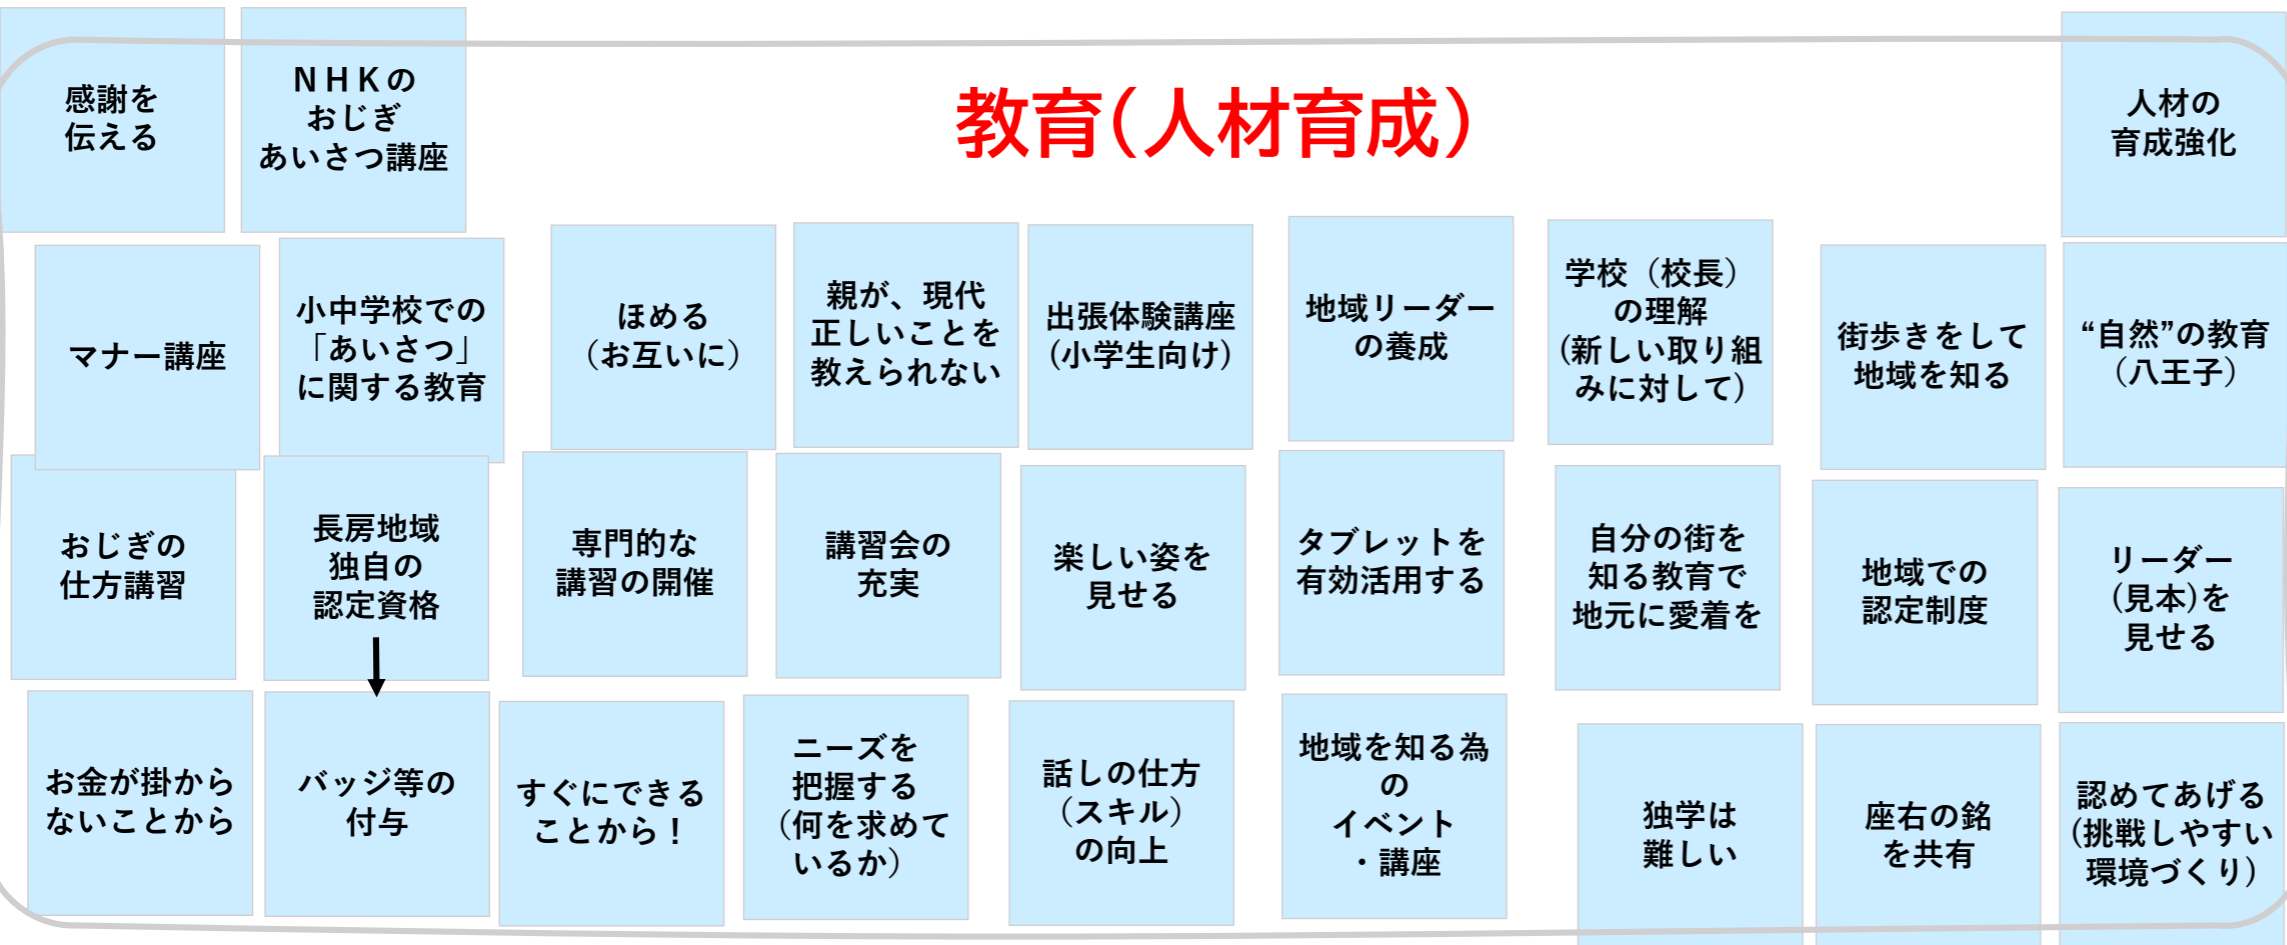 感謝を
伝える
ＮＨＫの
おじぎ
あいさつ講座
教育(人材育成)
人材の
育成強化
マナー講座
小中学校での
「あいさつ」
に関する教育
ほめる
（お互いに）
親が、現代
正しいことを
教えられない
出張体験講座
(小学生向け)
地域リーダー
の養成
学校（校長）
の理解
(新しい取り組
みに対して)
街歩きをして
地域を知る
“自然”の教育
（八王子）
おじぎの
仕方講習
長房地域
独自の
認定資格
専門的な
講習の開催
講習会の
充実
楽しい姿を
見せる
タブレットを
有効活用する
自分の街を
知る教育で
地元に愛着を
地域での
認定制度
リーダー
(見本)を
見せる
お金が掛から
ないことから
バッジ等の
付与
すぐにできる
ことから！
ニーズを
把握する
（何を求めて
いるか）
話しの仕方
（スキル）
の向上
地域を知る為
の
イベント
・講座
独学は
難しい
座右の銘
を共有
認めてあげる
(挑戦しやすい
環境づくり)